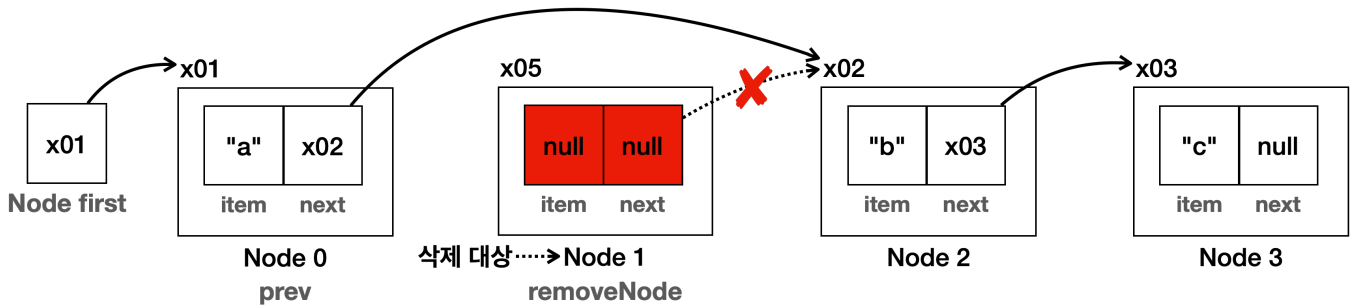 x01 x05 x02 x03
x01 "a" x02 null null "b" x03 "c" null
Node first item next item next item next item next
Node 0 삭제 대상 Node 1 Node 2 Node 3
prev removeNode